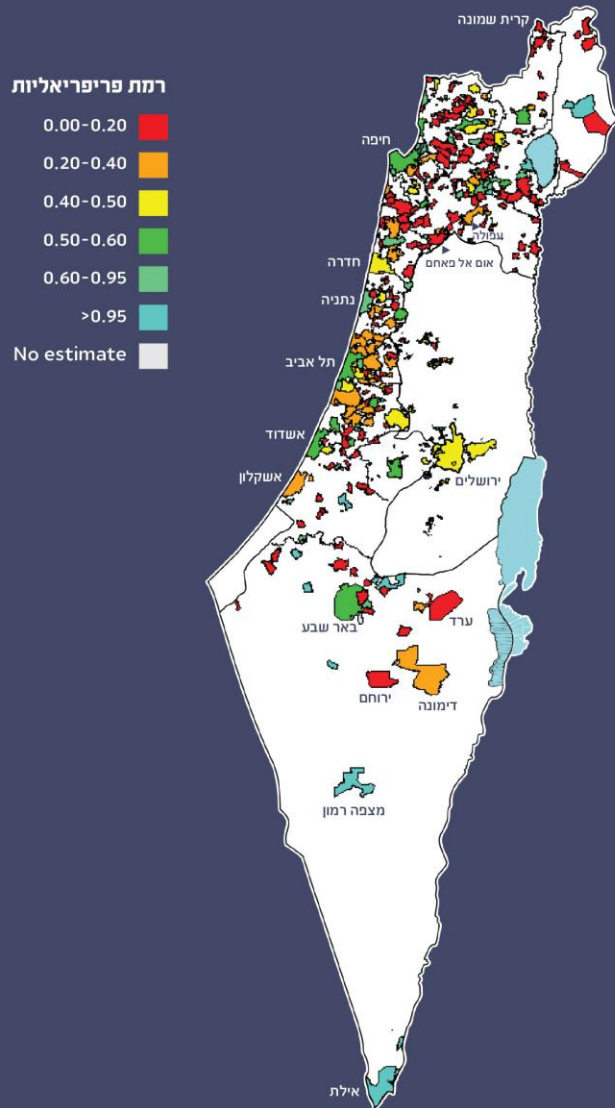 קרית שמונה
רמת פריפריאליות
0.00-0.20
0.20-0.40
0.40-0.50
0.50-0.60
0.60-0.95
>0.95
No estimate
חיפה
עפולה
אום אל פאחם
חדרה
נתניה
תל אביב
אשדוד
ירושלים
אשקלון
באר שבע
ערד
ירוחם
דימונה
מצפה רמון
אילת